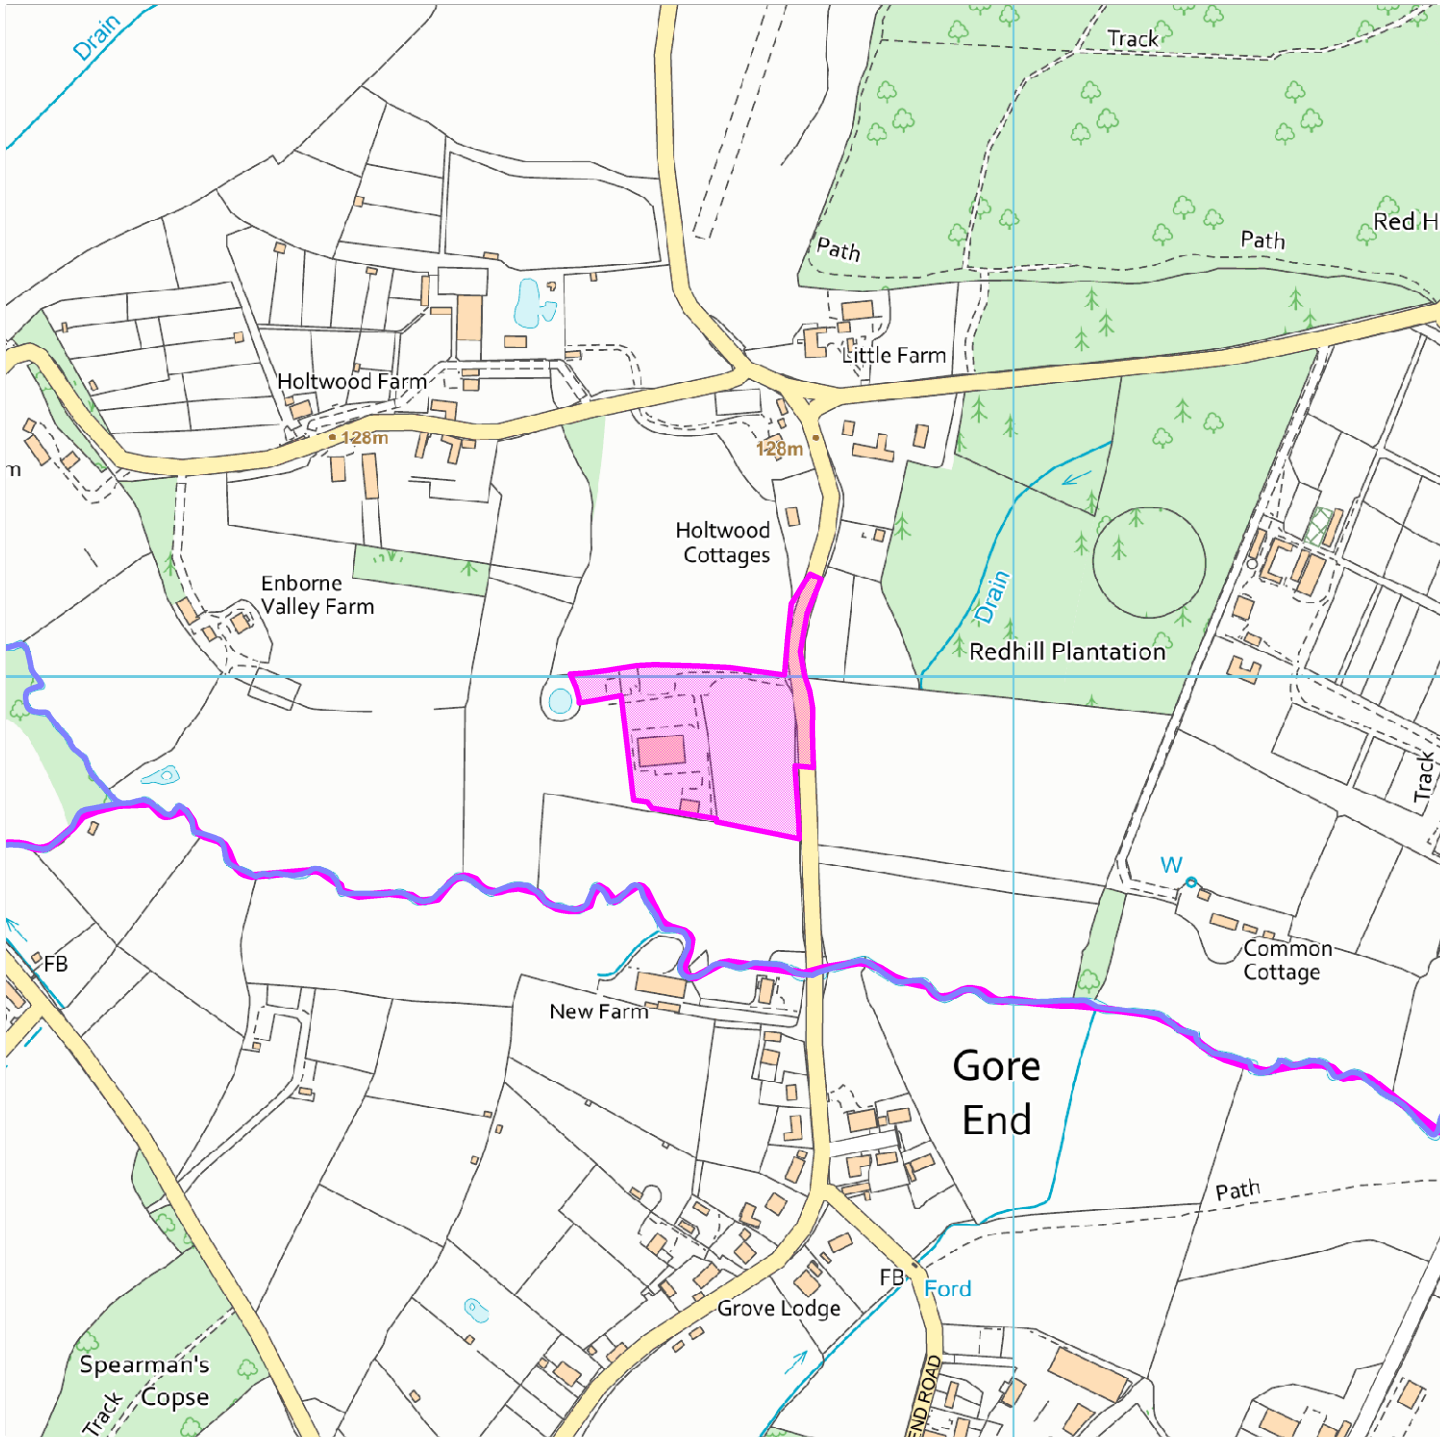 Drain
Track
Path
Path
Red H
Little Farm
Holtwood Farm
128m
128m
m
Holtwood
Cottages
Enborne
Valley Farm
Drain
Redhill Plantation
Track
W
Common
Cottage
FB
New Farm
Gore
End
Path
FB
Ford
Grove Lodge
Spearman's
Copse
Track
END ROAD